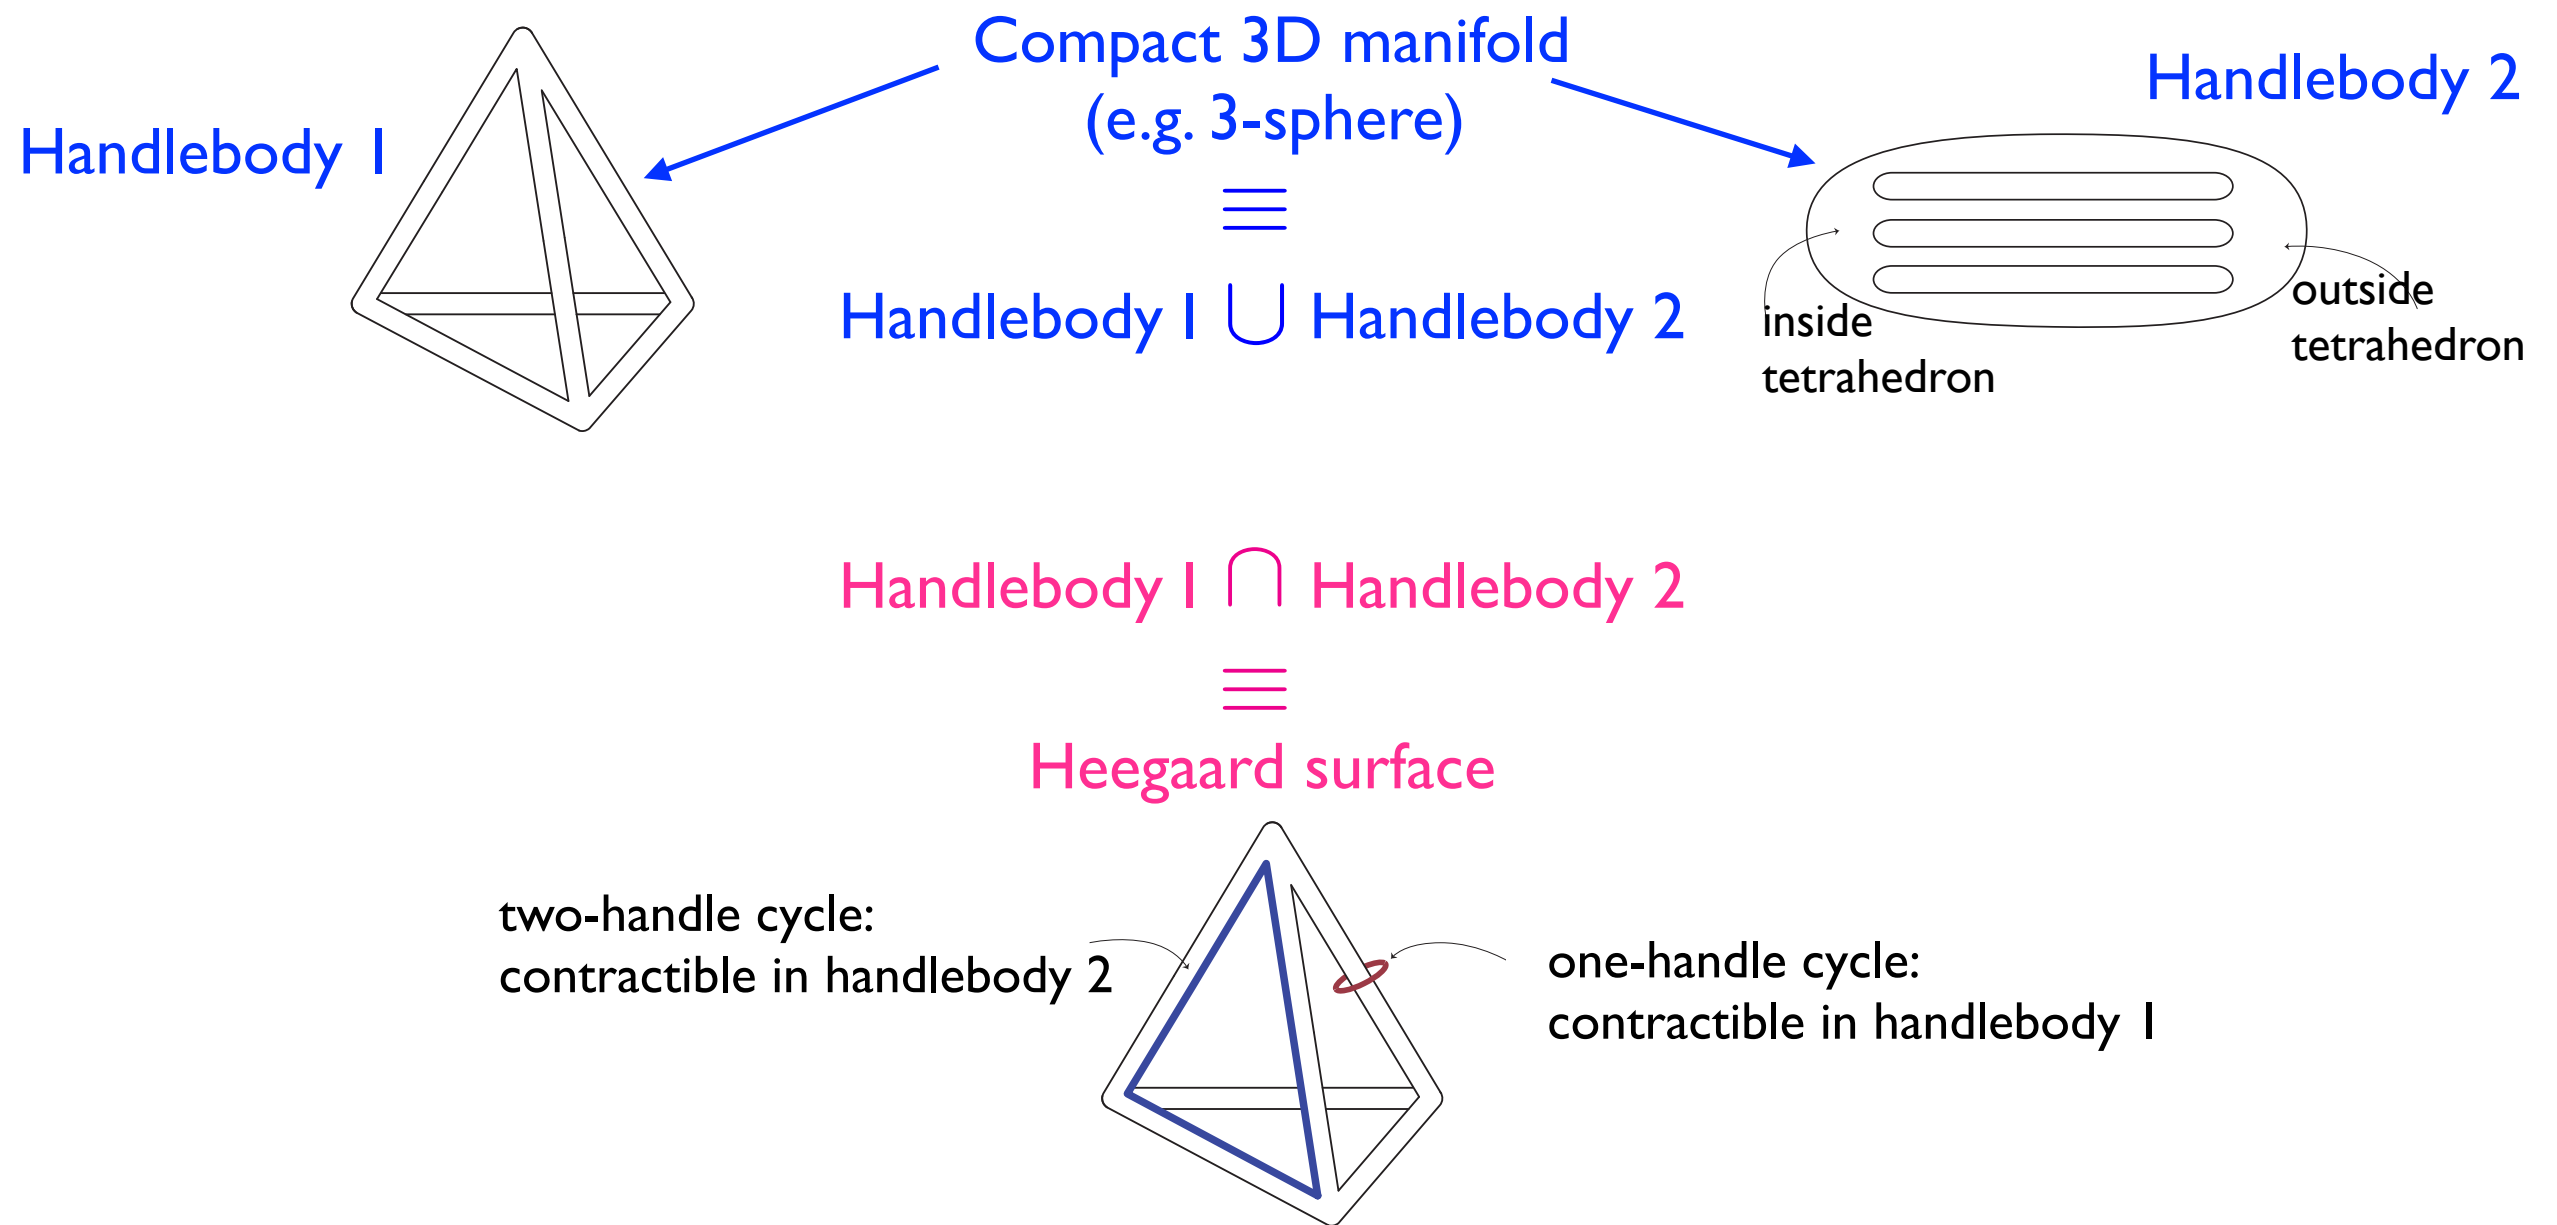 Compact 3D manifold
(e.g. 3-sphere)
Handlebody 1
Handlebody 2
≡
Handlebody 1 ∪ Handlebody 2
inside
tetrahedron
outside
tetrahedron
Handlebody 1 ∩ Handlebody 2
≡
Heegaard surface
two-handle cycle:
contractible in handlebody 2
one-handle cycle:
contractible in handlebody 1